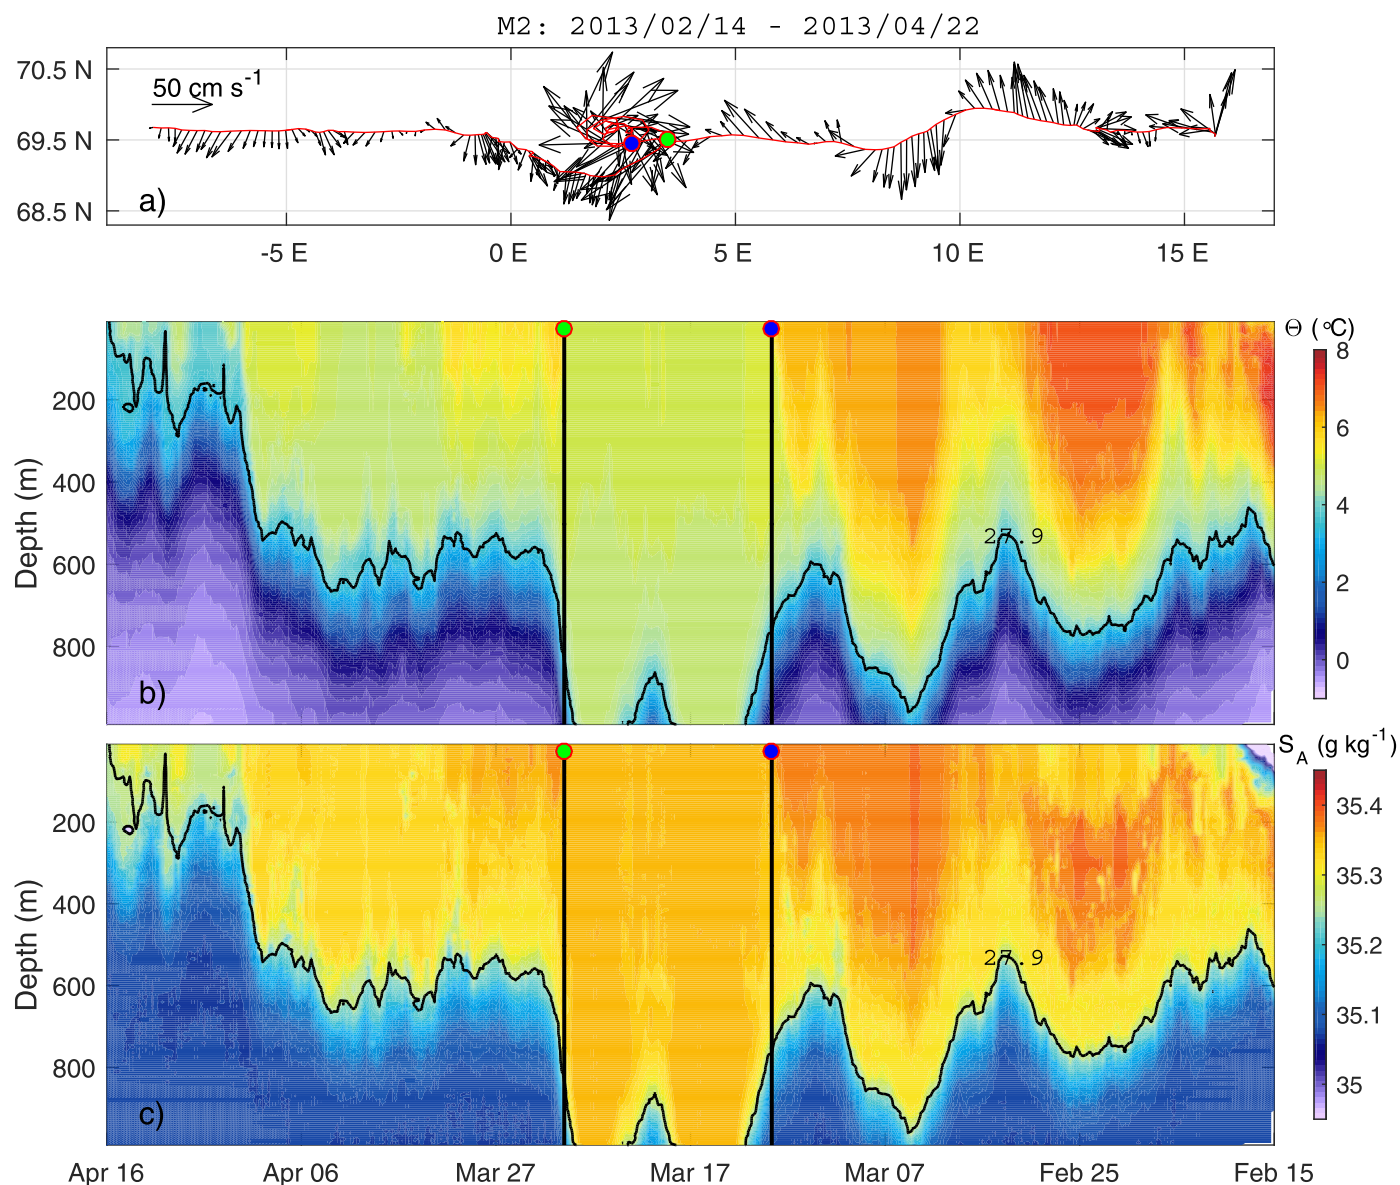 M2: 2013/02/14 - 2013/04/22
70.5 N
50 cm s-1
69.5 N
68.5 N
a)
-5 E
0 E
5 E
10 E
15 E
Θ (°C)
8
200
6
400
4
27.9
Depth (m)
600
2
800
0
b)
SA (g kg-1)
35.4
200
35.3
400
35.2
27.9
Depth (m)
600
35.1
800
35
c)
Apr 16
Apr 06
Mar 27
Mar 17
Mar 07
Feb 25
Feb 15